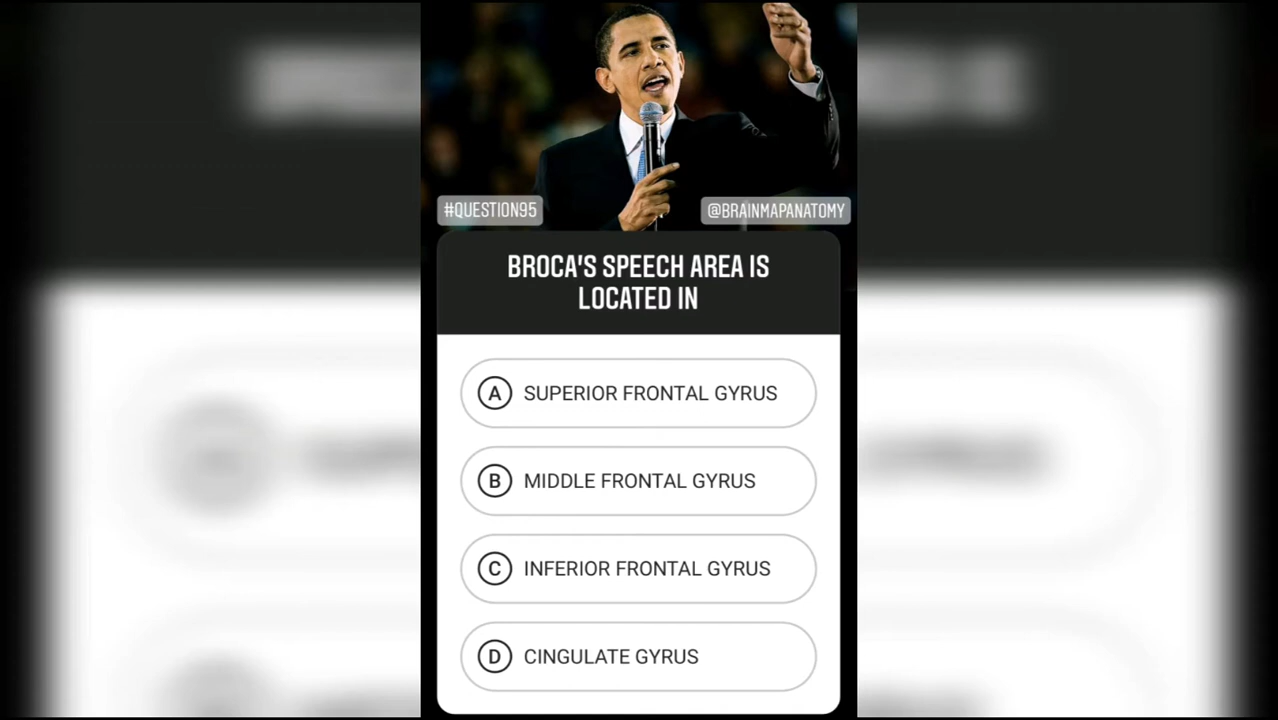 #QUESTION95
@BRAINMAPANATOMY
BROCA'S SPEECH AREA IS
LOCATED IN
A SUPERIOR FRONTAL GYRUS
B MIDDLE FRONTAL GYRUS
C INFERIOR FRONTAL GYRUS
D CINGULATE GYRUS